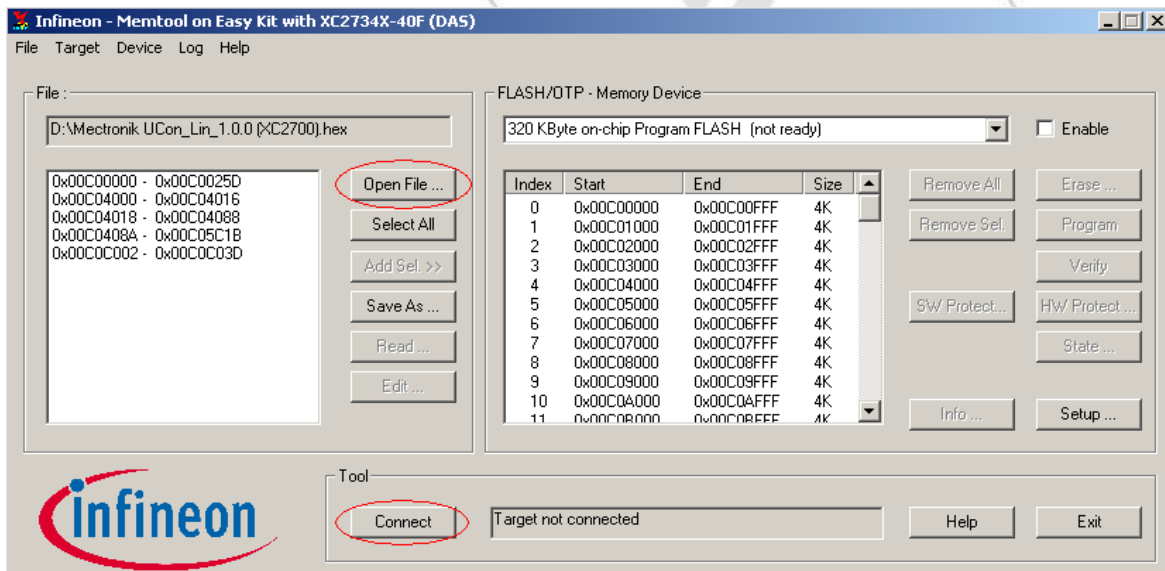 Infineon - Memtool on Easy Kit with XC2734X-40F (DAS)
File Target Device Log Help
File :
D:\Mectronik UCon_Lin_1.0.0 (XC2700).hex
0x00C00000 - 0x00C0025D
0x00C04000 - 0x00C04016
0x00C04018 - 0x00C04088
0x00C0408A - 0x00C05C1B
0x00C0C002 - 0x00C0C03D
Open File ...
Select All
Add Sel. >>
Save As ...
Read ...
Edit ...
FLASH/OTP - Memory Device
320 KByte on-chip Program FLASH (not ready)
Enable
Index Start End Size
0 0x00C00000 0x00C00FFF 4K
1 0x00C01000 0x00C01FFF 4K
2 0x00C02000 0x00C02FFF 4K
3 0x00C03000 0x00C03FFF 4K
4 0x00C04000 0x00C04FFF 4K
5 0x00C05000 0x00C05FFF 4K
6 0x00C06000 0x00C06FFF 4K
7 0x00C07000 0x00C07FFF 4K
8 0x00C08000 0x00C08FFF 4K
9 0x00C09000 0x00C09FFF 4K
10 0x00C0A000 0x00C0AFFF 4K
11 0x00C0B000 0x00C0BFFF 4K
Remove All
Remove Sel.
SW Protect...
Info ...
Erase ...
Program
Verify
HW Protect ...
State ...
Setup ...
infineon
Tool
Connect
Target not connected
Help
Exit